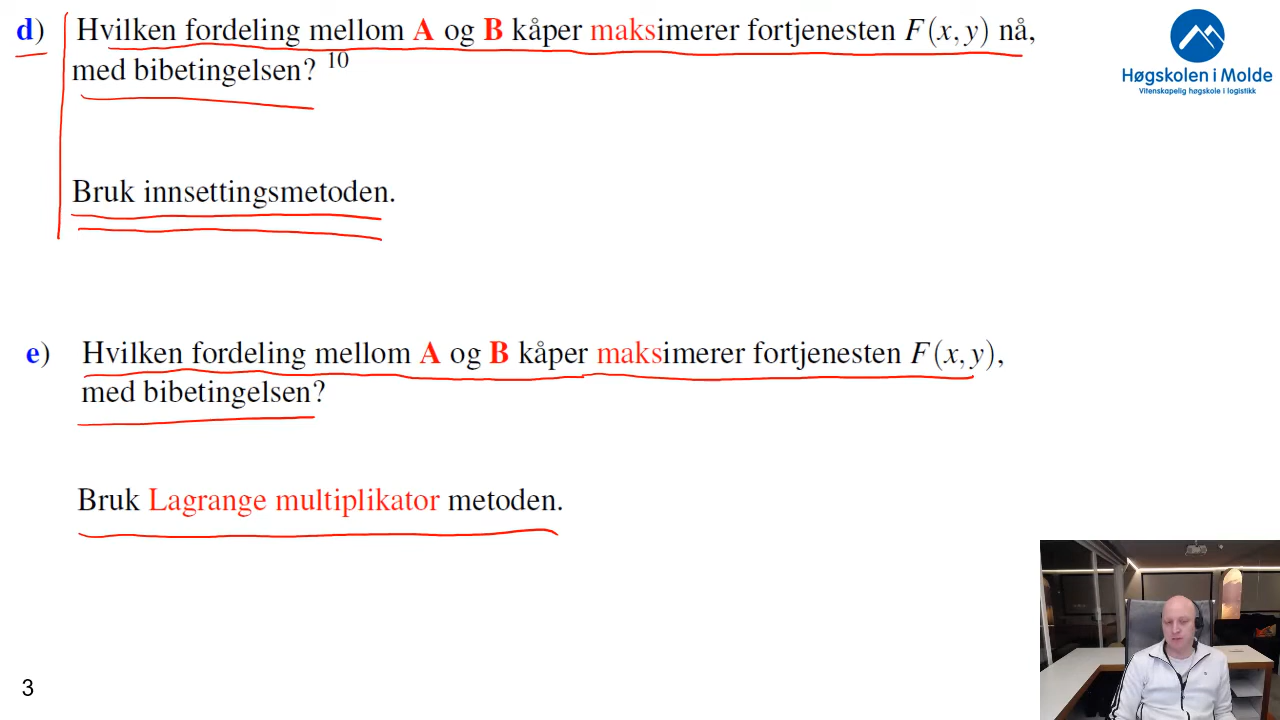 d) Hvilken fordeling mellom A og B kåper maksimerer fortjenesten F(x, y) nå,
med bibetingelsen? 10
Bruk innsettingsmetoden.
Høgskolen i Molde
Vitenskapelig høgskole i logistikk
e) Hvilken fordeling mellom A og B kåper maksimerer fortjenesten F(x, y),
med bibetingelsen?
Bruk Lagrange multiplikator metoden.
3